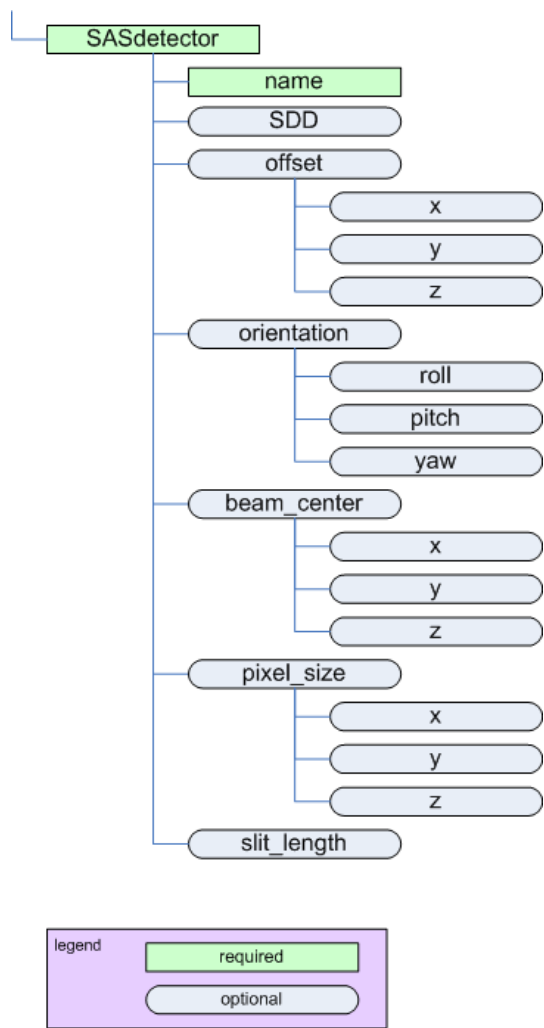 SASdetector
name
SDD
offset
x
y
z
orientation
roll
pitch
yaw
beam_center
x
y
z
pixel_size
x
y
z
slit_length
legend
required
optional